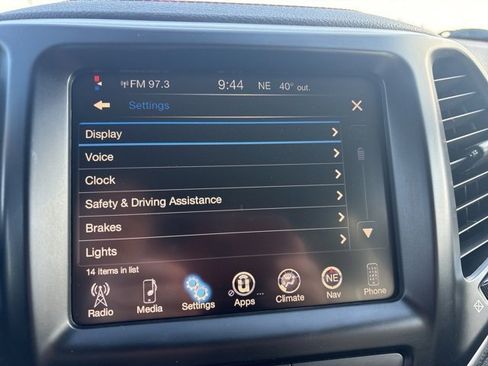 FM 97.3 9:44 NE 40° out.
Settings
Display
Voice
Clock
Safety & Driving Assistance
Brakes
Lights
14 items in list
Radio Media Settings Apps Climate Nav Phone
NE